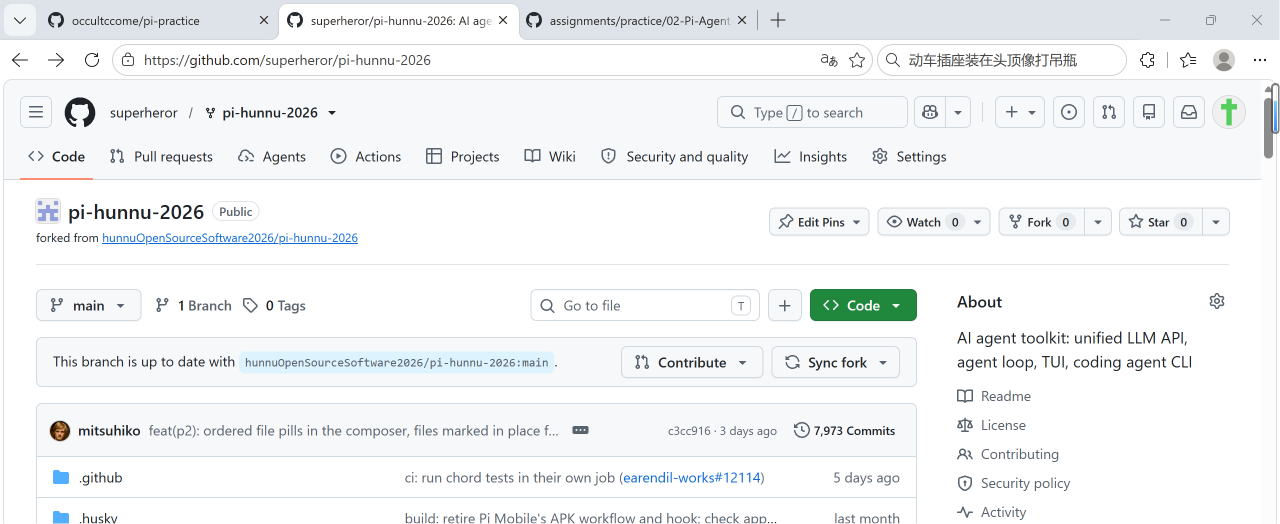 occultccome/pi-practice
superheror/pi-hunnu-2026: AI age
assignments/practice/02-Pi-Agent
https://github.com/superheror/pi-hunnu-2026
动车插座装在头顶像打吊瓶
superheror / pi-hunnu-2026
Type / to search
Code
Pull requests
Agents
Actions
Projects
Wiki
Security and quality
Insights
Settings
pi-hunnu-2026 Public
forked from hunnuOpenSourceSoftware2026/pi-hunnu-2026
Edit Pins
Watch 0
Fork 0
Star 0
main
1 Branch
0 Tags
Go to file T
Code
This branch is up to date with hunnuOpenSourceSoftware2026/pi-hunnu-2026:main .
Contribute
Sync fork
mitsuhiko feat(p2): ordered file pills in the composer, files marked in place f...
c3cc916 · 3 days ago
7,973 Commits
.github
ci: run chord tests in their own job (earendil-works#12114)
5 days ago
.husky
build: retire Pi Mobile's APK workflow and hook; check app...
last month
About
AI agent toolkit: unified LLM API,
agent loop, TUI, coding agent CLI
Readme
License
Contributing
Security policy
Activity